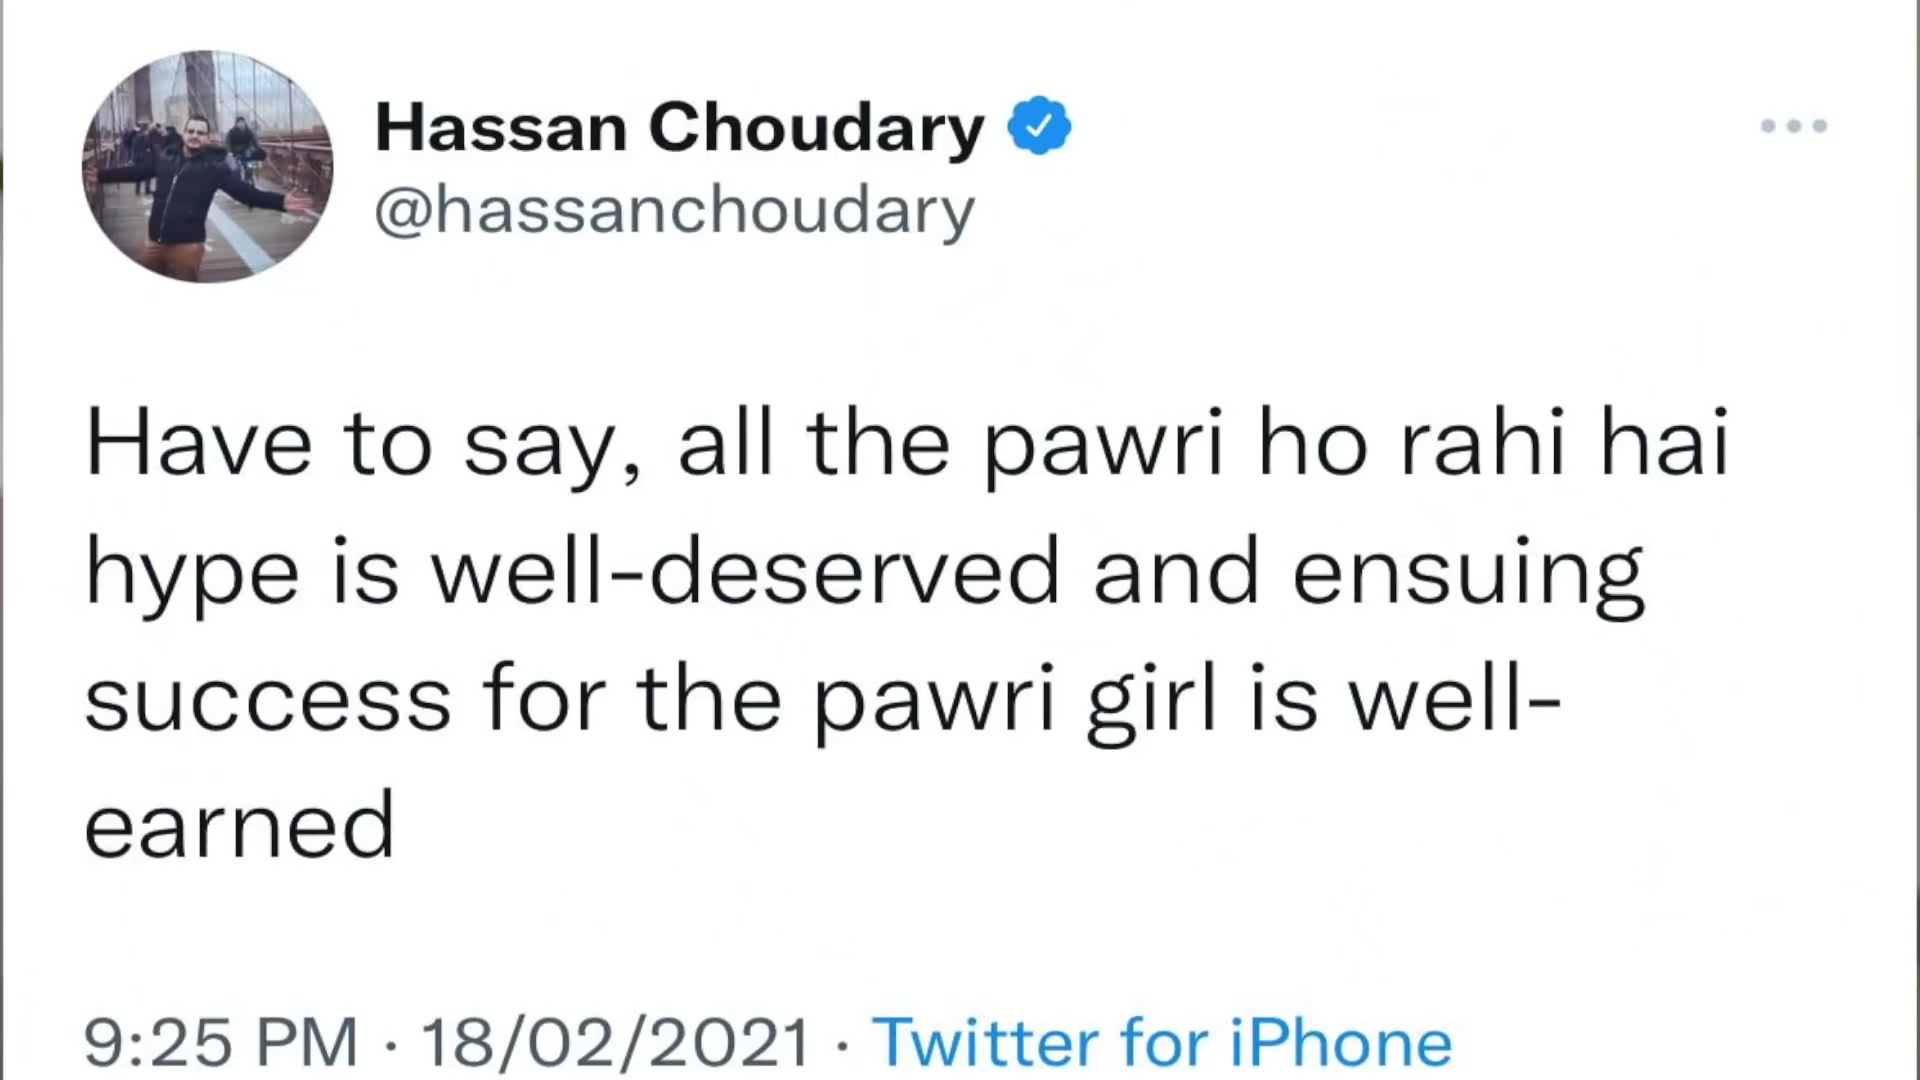 Hassan Choudary
@hassanchoudary
Have to say, all the pawri ho rahi hai
hype is well-deserved and ensuing
success for the pawri girl is well-
earned
9:25 PM · 18/02/2021 · Twitter for iPhone